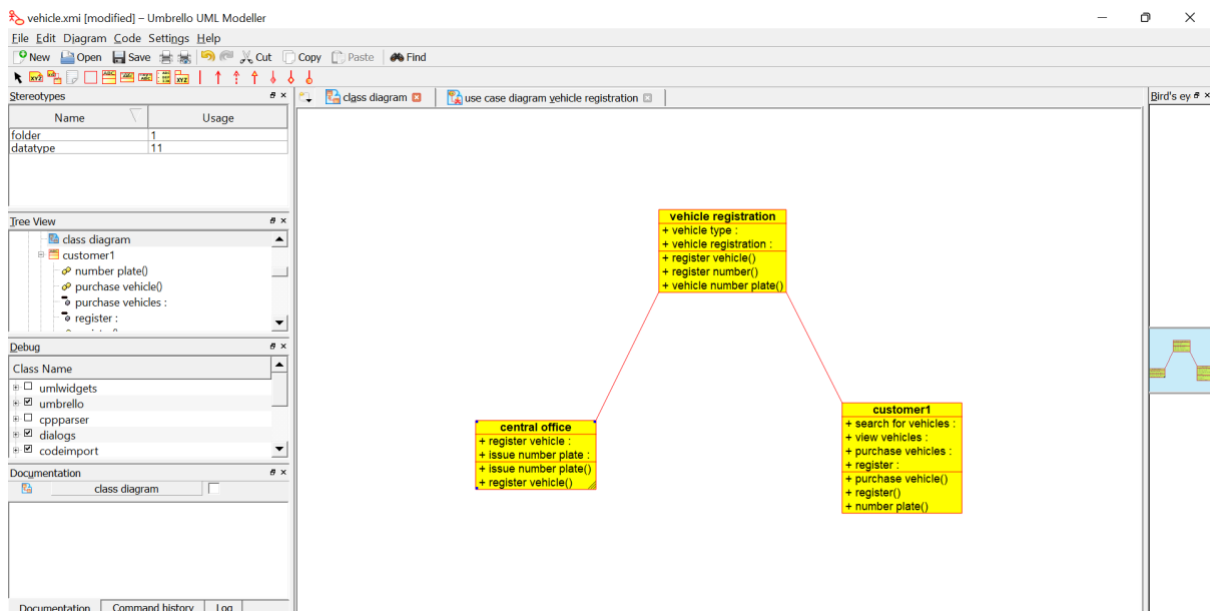 vehicle.xmi [modified] – Umbrello UML Modeller
File Edit Diagram Code Settings Help
New Open Save Cut Copy Paste Find
Stereotypes
Name Usage
folder 1
datatype 11
Tree View
class diagram
customer1
number plate()
purchase vehicle()
purchase vehicles :
register :
Debug
Class Name
umlwidgets
umbrello
cppparser
dialogs
codeimport
Documentation
class diagram
Documentation Command history Log
class diagram
use case diagram vehicle registration
vehicle registration
+ vehicle type :
+ vehicle registration :
+ register vehicle()
+ register number()
+ vehicle number plate()
central office
+ register vehicle :
+ issue number plate :
+ issue number plate()
+ register vehicle()
customer1
+ search for vehicles :
+ view vehicles :
+ purchase vehicles :
+ register :
+ purchase vehicle()
+ register()
+ number plate()
Bird's ey